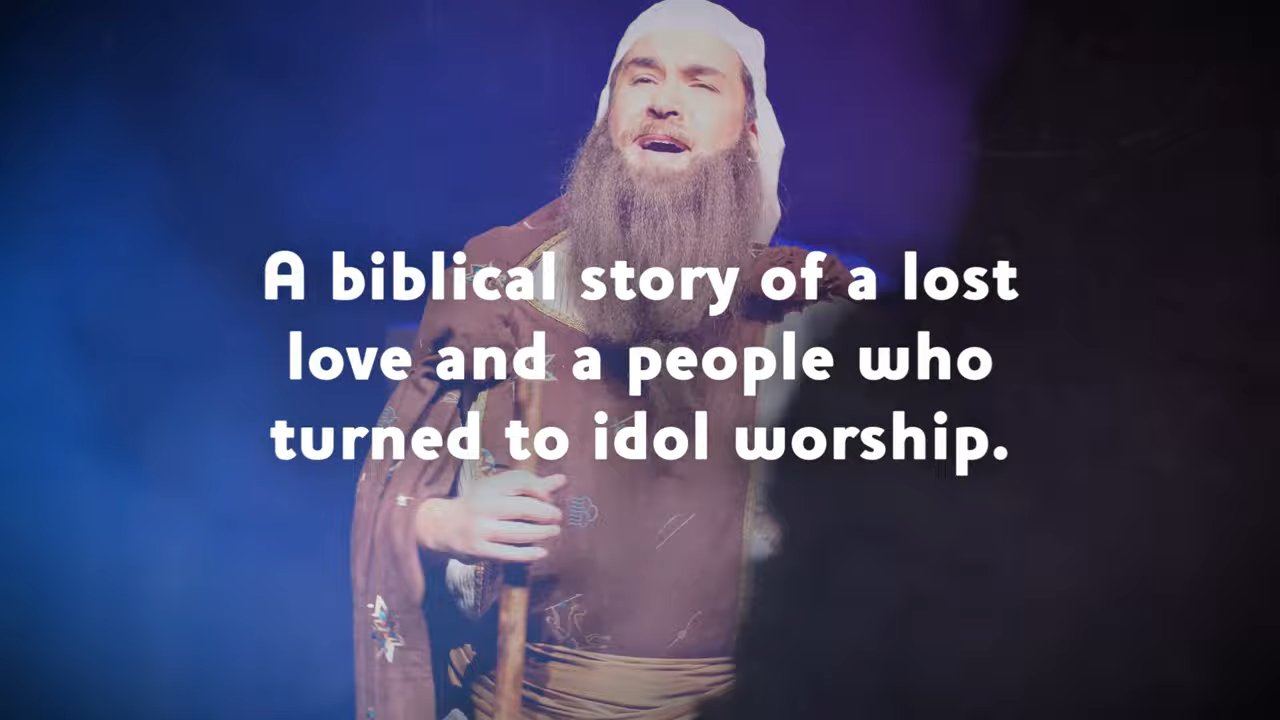 A biblical story of a lost
love and a people who
turned to idol worship.